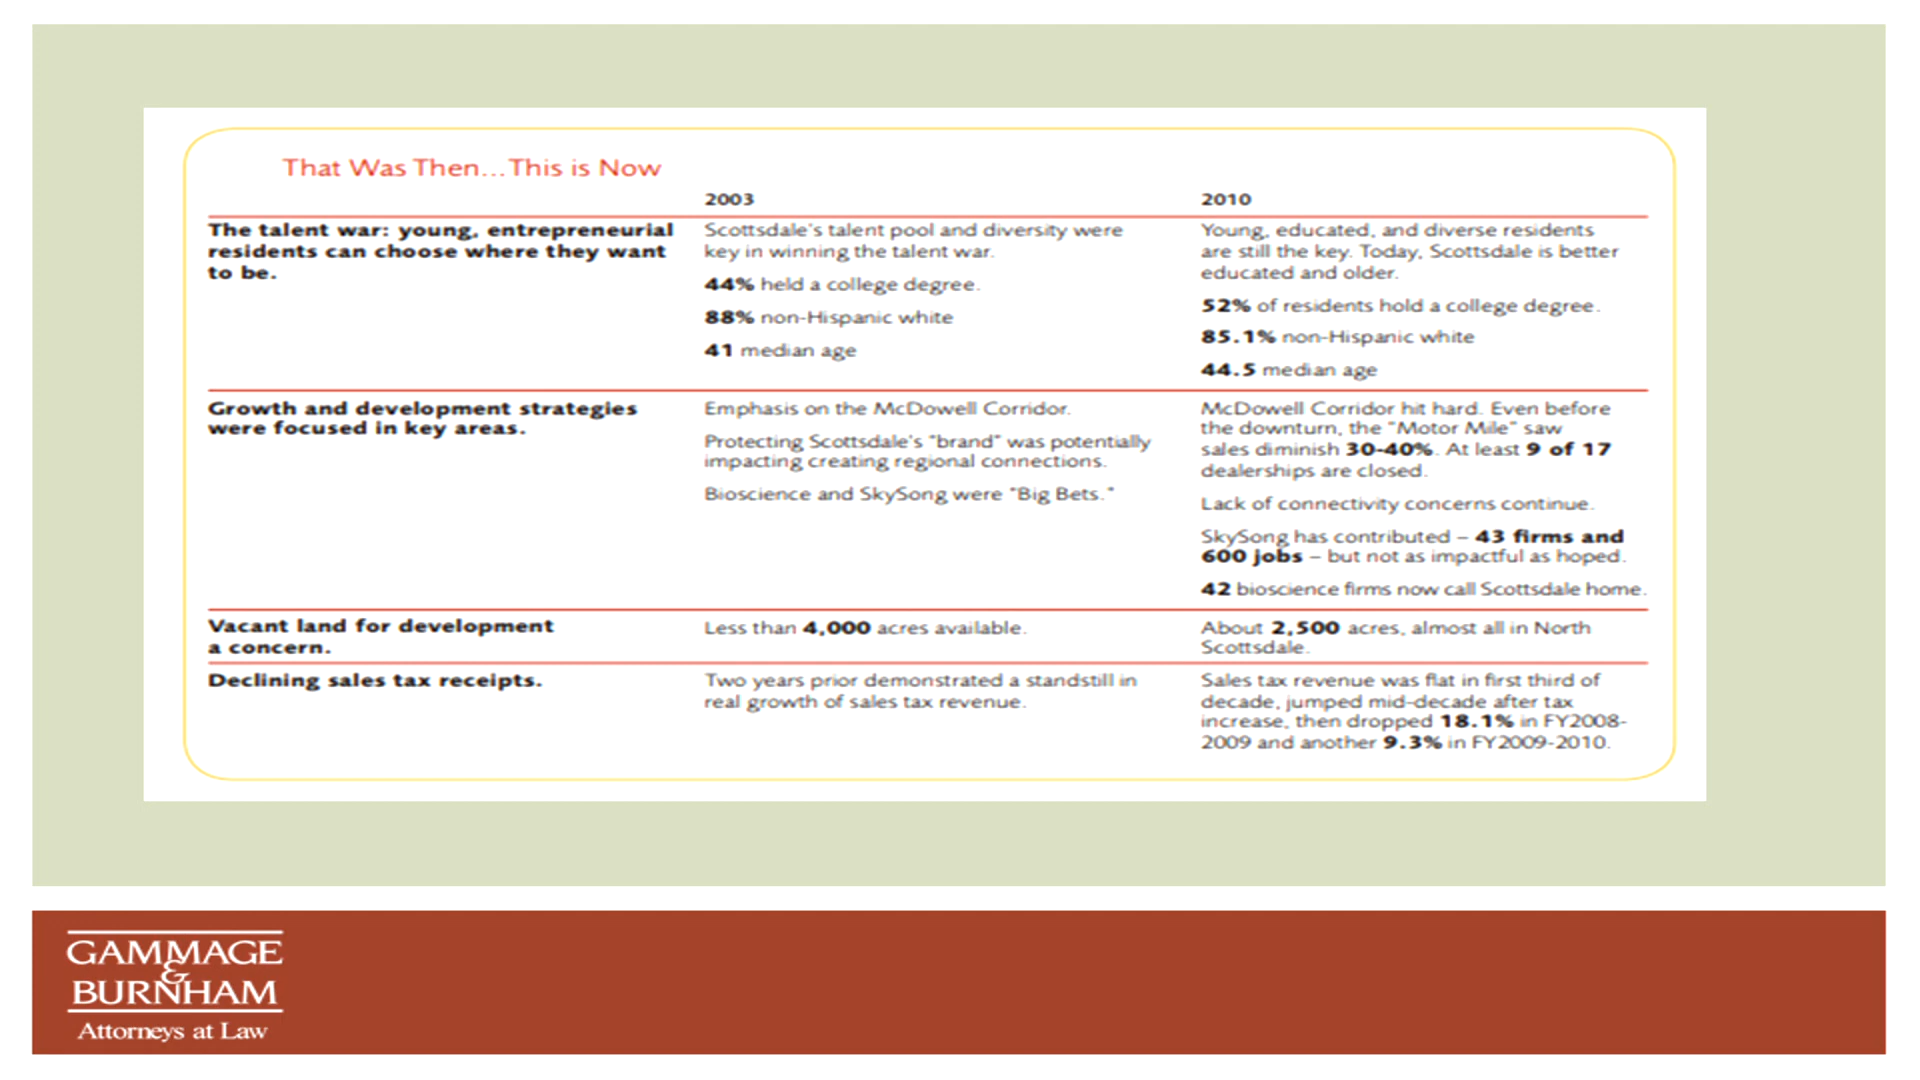 That Was Then...This is Now
2003
2010
The talent war: young, entrepreneurial
residents can choose where they want
to be.
Scottsdale's talent pool and diversity were
key in winning the talent war.
44% held a college degree.
88% non-Hispanic white
41 median age
Young, educated, and diverse residents
are still the key. Today, Scottsdale is better
educated and older.
52% of residents hold a college degree.
85.1% non-Hispanic white
44.5 median age
Growth and development strategies
were focused in key areas.
Emphasis on the McDowell Corridor.
Protecting Scottsdale's "brand" was potentially
impacting creating regional connections.
Bioscience and SkySong were "Big Bets."
McDowell Corridor hit hard. Even before
the downturn, the "Motor Mile" saw
sales diminish 30-40%. At least 9 of 17
dealerships are closed.
Lack of connectivity concerns continue.
SkySong has contributed – 43 firms and
600 jobs – but not as impactful as hoped.
42 bioscience firms now call Scottsdale home.
Vacant land for development
a concern.
Less than 4,000 acres available.
About 2,500 acres, almost all in North
Scottsdale.
Declining sales tax receipts.
Two years prior demonstrated a standstill in
real growth of sales tax revenue.
Sales tax revenue was flat in first third of
decade, jumped mid-decade after tax
increase, then dropped 18.1% in FY2008-
2009 and another 9.3% in FY2009-2010.
GAMMAGE
&
BURNHAM
Attorneys at Law